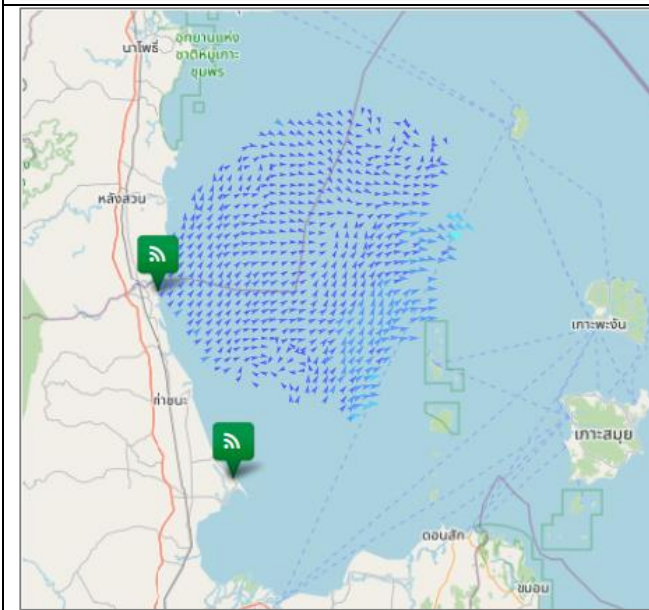 นาโพธิ์
อุทยานแห่ง
ชาติหมู่เกาะ
ชุมพร
หลังสวน
เกาะพะงัน
ท่าชนะ
เกาะสมุย
ดอนสัก
ขนอม